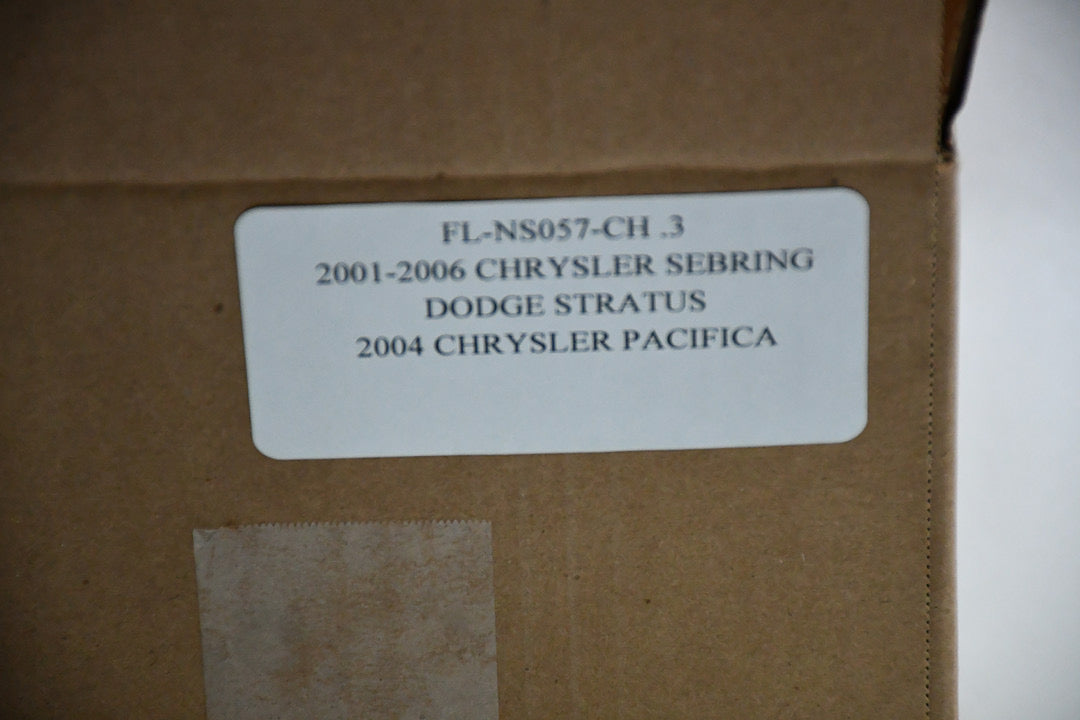 FL-NS057-CH .3
2001-2006 CHRYSLER SEBRING
DODGE STRATUS
2004 CHRYSLER PACIFICA